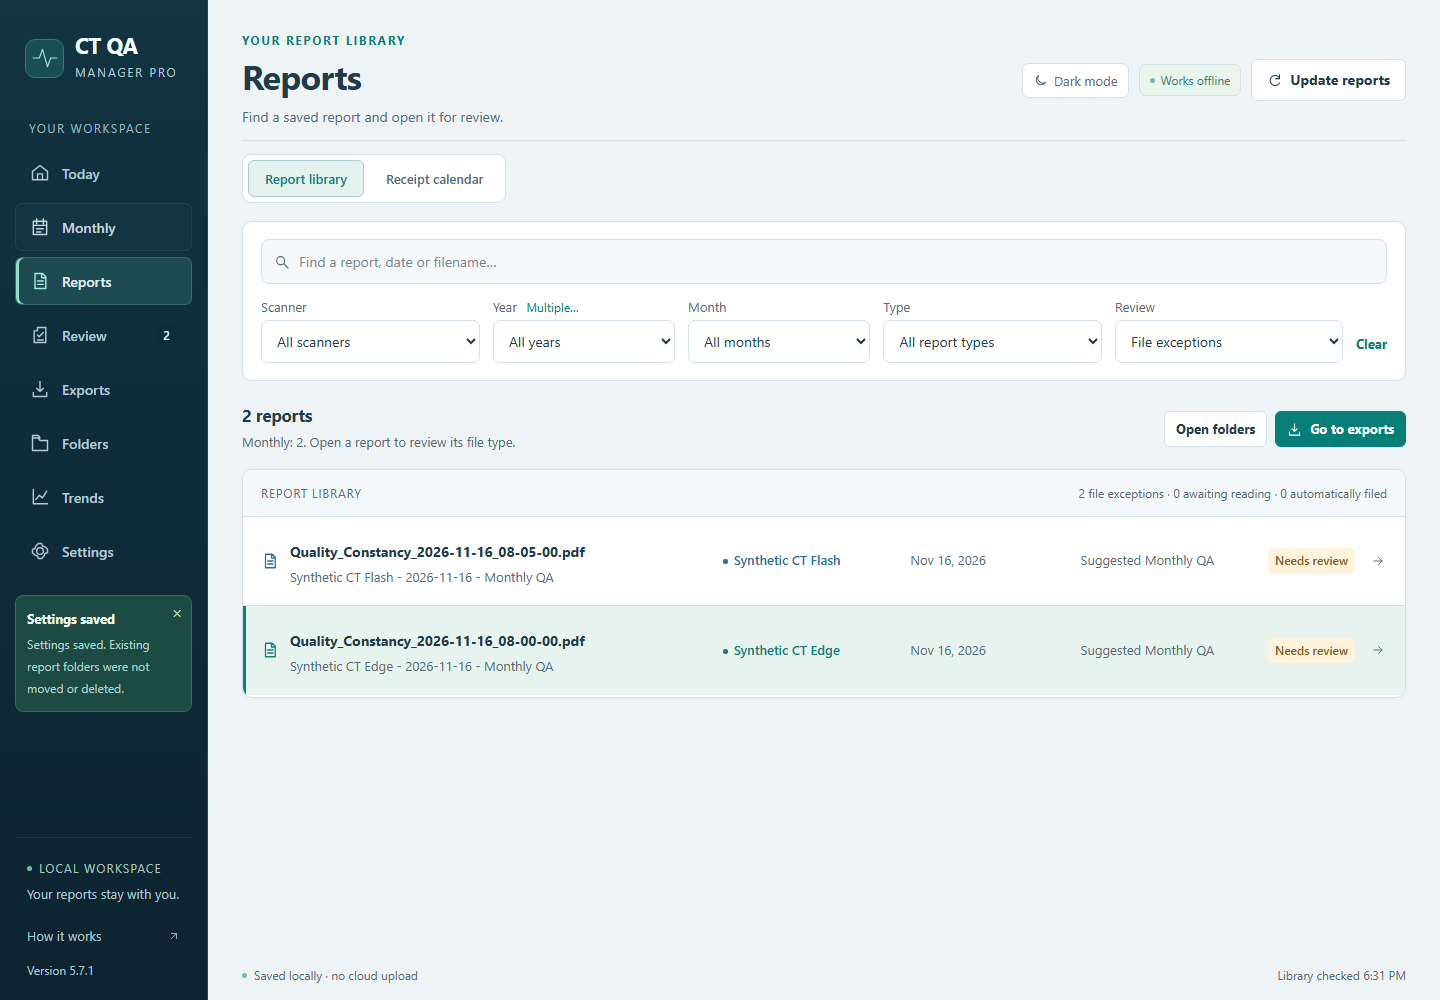 CT QA
MANAGER PRO
YOUR WORKSPACE
Today
Monthly
Reports
Review 2
Exports
Folders
Trends
Settings
Settings saved ×
Settings saved. Existing
report folders were not
moved or deleted.
LOCAL WORKSPACE
Your reports stay with you.
How it works
Version 5.7.1
YOUR REPORT LIBRARY
Reports
Find a saved report and open it for review.
Dark mode
Works offline
Update reports
Report library
Receipt calendar
Find a report, date or filename...
Scanner
All scanners
Year Multiple...
All years
Month
All months
Type
All report types
Review
File exceptions
Clear
2 reports
Monthly: 2. Open a report to review its file type.
Open folders
Go to exports
REPORT LIBRARY
2 file exceptions · 0 awaiting reading · 0 automatically filed
Quality_Constancy_2026-11-16_08-05-00.pdf
Synthetic CT Flash - 2026-11-16 - Monthly QA
Synthetic CT Flash
Nov 16, 2026
Suggested Monthly QA
Needs review
Quality_Constancy_2026-11-16_08-00-00.pdf
Synthetic CT Edge - 2026-11-16 - Monthly QA
Synthetic CT Edge
Nov 16, 2026
Suggested Monthly QA
Needs review
Saved locally · no cloud upload
Library checked 6:31 PM